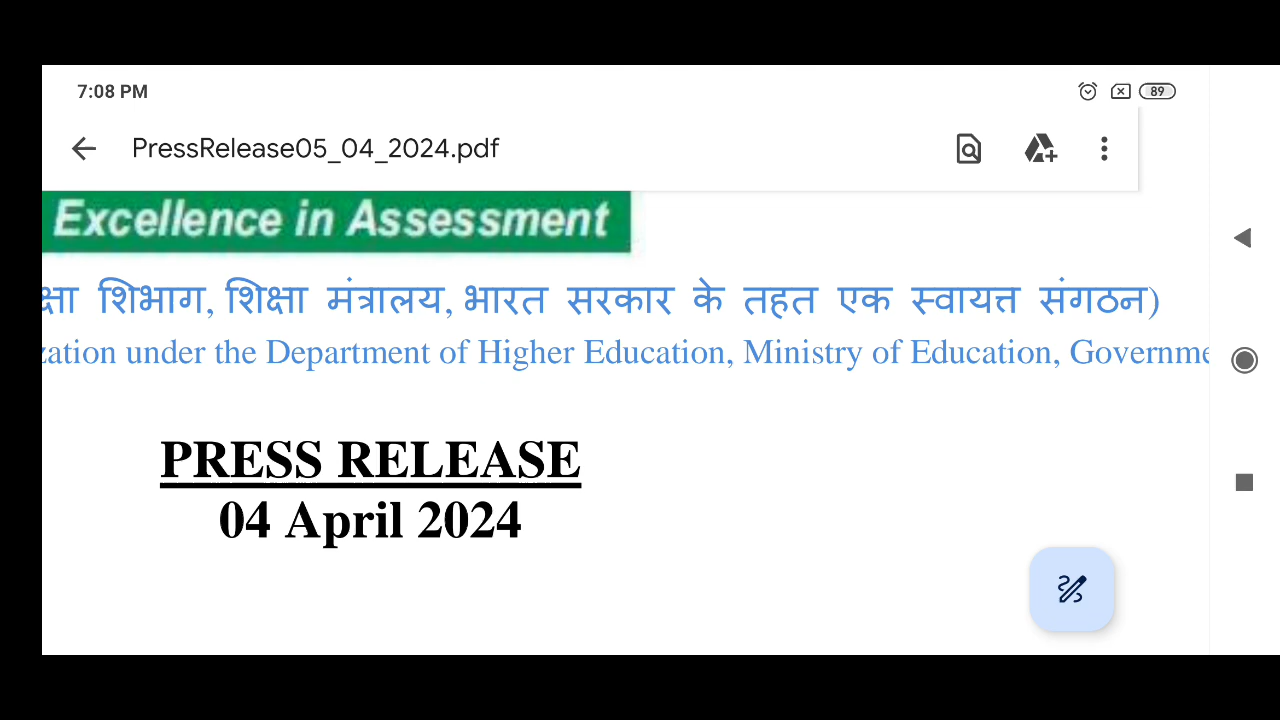 7:08 PM
89
PressRelease05_04_2024.pdf
Excellence in Assessment
क्षा शिभाग, शिक्षा मंत्रालय, भारत सरकार के तहत एक स्वायत्त संगठन)
zation under the Department of Higher Education, Ministry of Education, Governme
PRESS RELEASE
04 April 2024